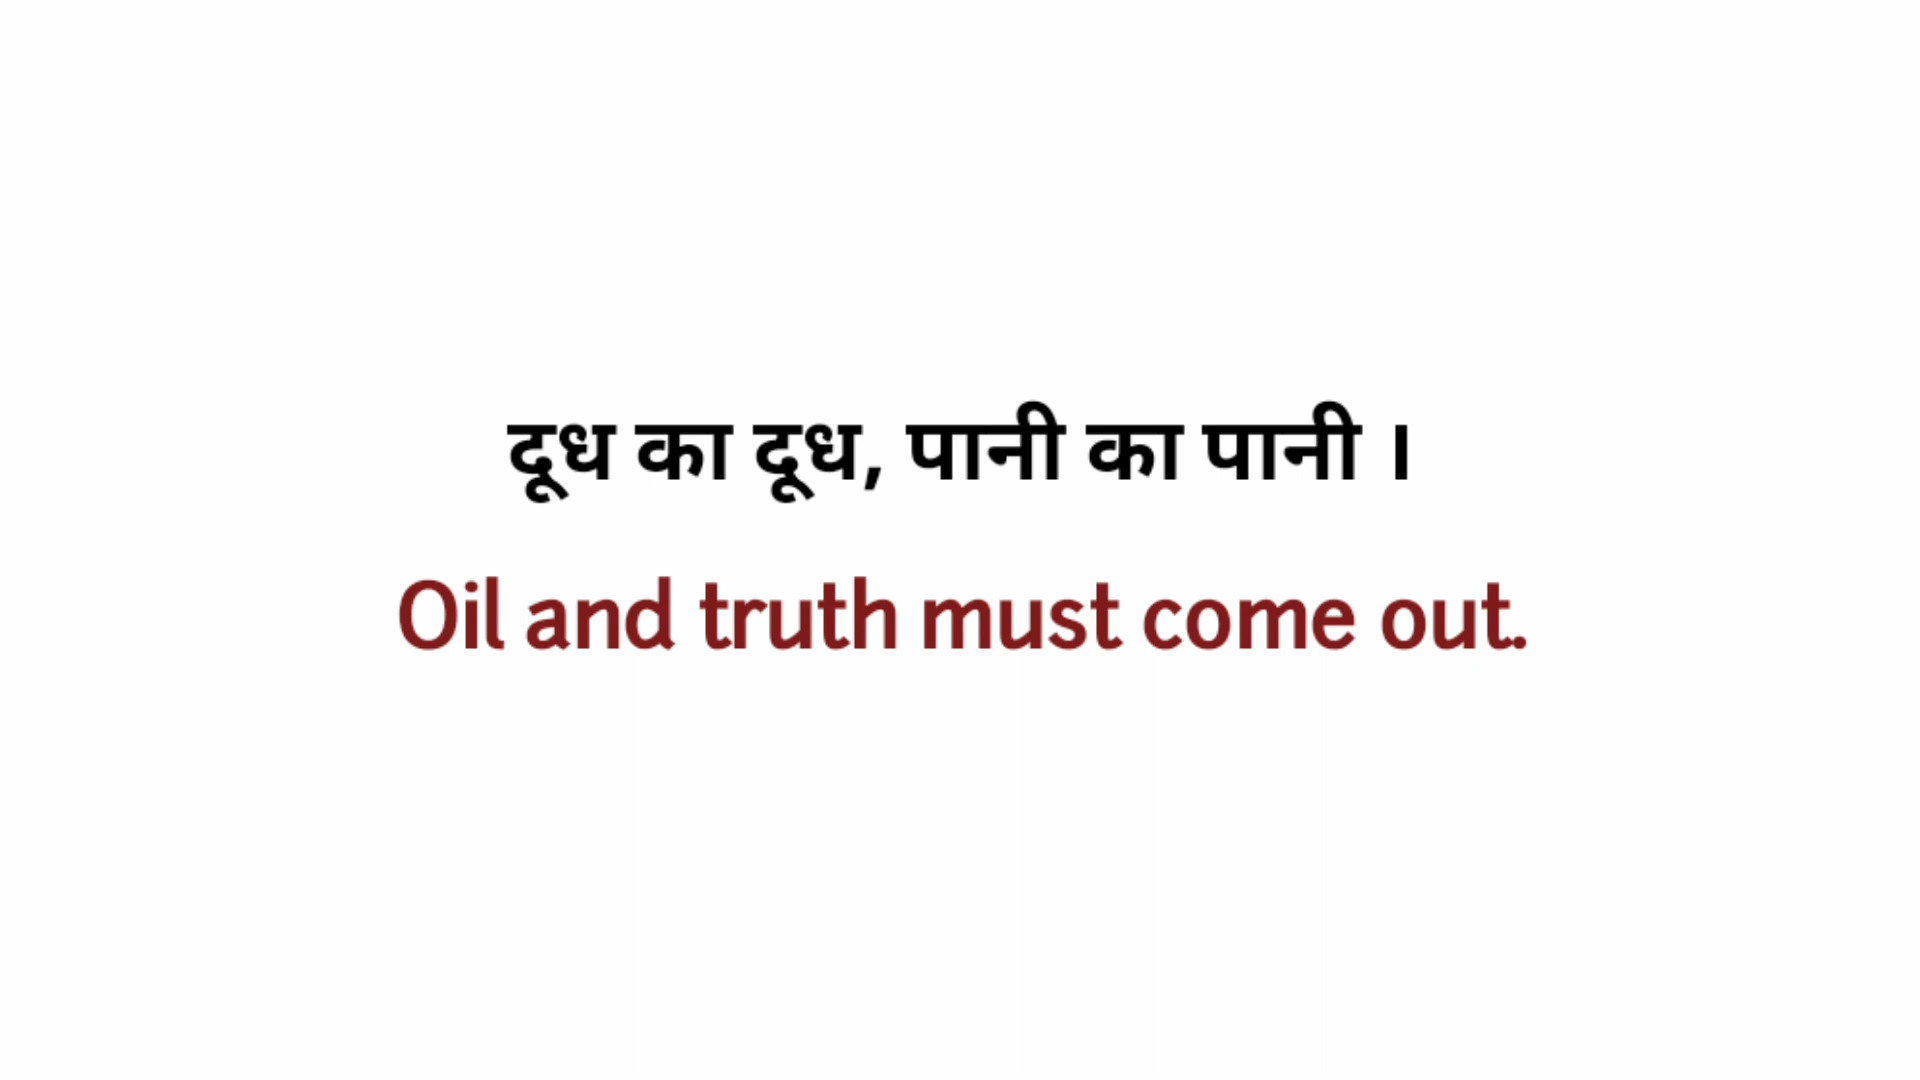 दूध का दूध, पानी का पानी ।
Oil and truth must come out.